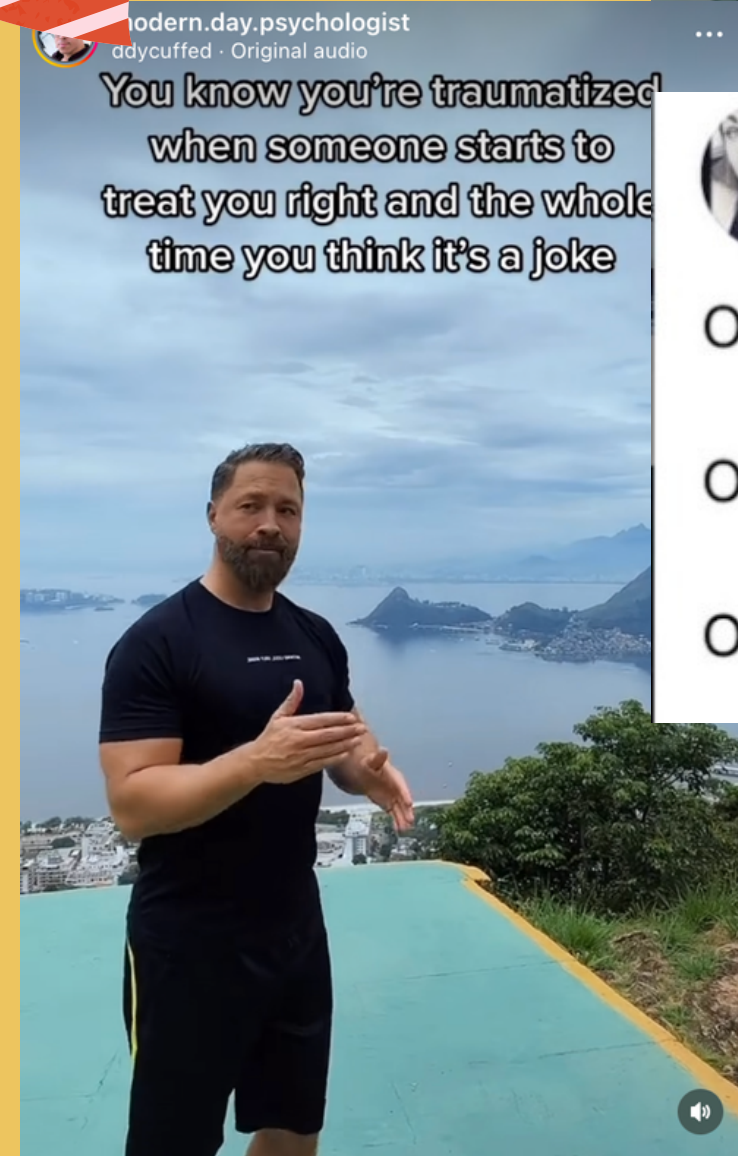 modern.day.psychologist
ddycuffed · Original audio
You know you're traumatized
when someone starts to
treat you right and the whole
time you think it's a joke
O
O
O